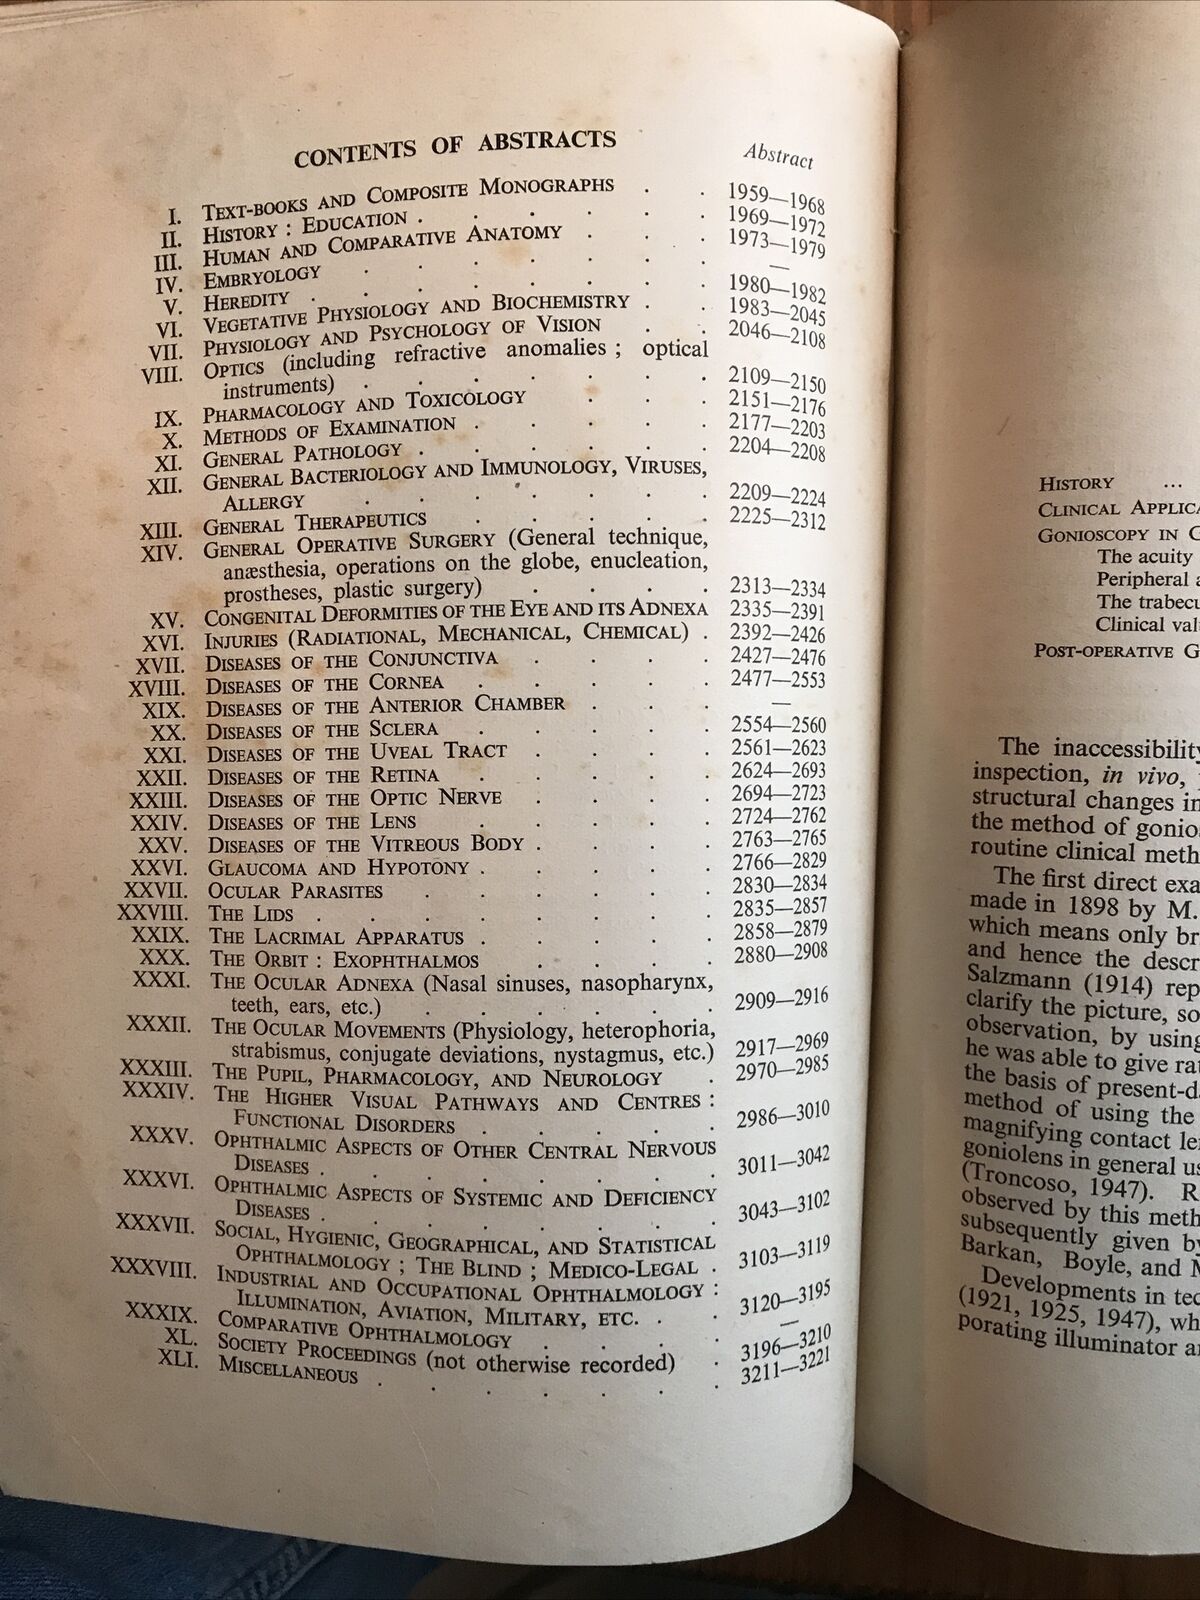 CONTENTS OF ABSTRACTS
Abstract
I. TEXT-BOOKS AND COMPOSITE MONOGRAPHS . . 1959—1968
II. HISTORY : EDUCATION . . . . . . 1969—1972
III. HUMAN AND COMPARATIVE ANATOMY . . . 1973—1979
IV. EMBRYOLOGY . . . . . . . —
V. HEREDITY . . . . . . . . 1980—1982
VI. VEGETATIVE PHYSIOLOGY AND BIOCHEMISTRY . . 1983—2045
VII. PHYSIOLOGY AND PSYCHOLOGY OF VISION . . 2046—2108
VIII. OPTICS (including refractive anomalies ; optical
instruments) . . . . . . . 2109—2150
IX. PHARMACOLOGY AND TOXICOLOGY . . . 2151—2176
X. METHODS OF EXAMINATION . . . . . 2177—2203
XI. GENERAL PATHOLOGY . . . . . . 2204—2208
XII. GENERAL BACTERIOLOGY AND IMMUNOLOGY, VIRUSES,
ALLERGY . . . . . . . 2209—2224
XIII. GENERAL THERAPEUTICS . . . . . 2225—2312
XIV. GENERAL OPERATIVE SURGERY (General technique,
anæsthesia, operations on the globe, enucleation,
prostheses, plastic surgery) . . . . 2313—2334
XV. CONGENITAL DEFORMITIES OF THE EYE AND ITS ADNEXA 2335—2391
XVI. INJURIES (RADIATIONAL, MECHANICAL, CHEMICAL) . 2392—2426
XVII. DISEASES OF THE CONJUNCTIVA . . . . 2427—2476
XVIII. DISEASES OF THE CORNEA . . . . . 2477—2553
XIX. DISEASES OF THE ANTERIOR CHAMBER . . . —
XX. DISEASES OF THE SCLERA . . . . . 2554—2560
XXI. DISEASES OF THE UVEAL TRACT . . . . 2561—2623
XXII. DISEASES OF THE RETINA . . . . . 2624—2693
XXIII. DISEASES OF THE OPTIC NERVE . . . . 2694—2723
XXIV. DISEASES OF THE LENS . . . . . 2724—2762
XXV. DISEASES OF THE VITREOUS BODY . . . . 2763—2765
XXVI. GLAUCOMA AND HYPOTONY . . . . . 2766—2829
XXVII. OCULAR PARASITES . . . . . . 2830—2834
XXVIII. THE LIDS . . . . . . . . 2835—2857
XXIX. THE LACRIMAL APPARATUS . . . . . 2858—2879
XXX. THE ORBIT : EXOPHTHALMOS . . . . 2880—2908
XXXI. THE OCULAR ADNEXA (Nasal sinuses, nasopharynx,
teeth, ears, etc.) . . . . . . 2909—2916
XXXII. THE OCULAR MOVEMENTS (Physiology, heterophoria,
strabismus, conjugate deviations, nystagmus, etc.) 2917—2969
XXXIII. THE PUPIL, PHARMACOLOGY, AND NEUROLOGY . 2970—2985
XXXIV. THE HIGHER VISUAL PATHWAYS AND CENTRES :
FUNCTIONAL DISORDERS . . . . . 2986—3010
XXXV. OPHTHALMIC ASPECTS OF OTHER CENTRAL NERVOUS
DISEASES . . . . . . . . 3011—3042
XXXVI. OPHTHALMIC ASPECTS OF SYSTEMIC AND DEFICIENCY
DISEASES . . . . . . . . 3043—3102
XXXVII. SOCIAL, HYGIENIC, GEOGRAPHICAL, AND STATISTICAL
OPHTHALMOLOGY ; THE BLIND ; MEDICO-LEGAL . 3103—3119
XXXVIII. INDUSTRIAL AND OCCUPATIONAL OPHTHALMOLOGY :
ILLUMINATION, AVIATION, MILITARY, ETC. . . 3120—3195
XXXIX. COMPARATIVE OPHTHALMOLOGY . . . . —
XL. SOCIETY PROCEEDINGS (not otherwise recorded) . 3196—3210
XLI. MISCELLANEOUS . . . . . . . 3211—3221
HISTORY ...
CLINICAL APPLICA
GONIOSCOPY IN G
The acuity
Peripheral a
The trabecu
Clinical val
POST-OPERATIVE G
The inaccessibility
inspection, in vivo,
structural changes in
the method of gonio
routine clinical meth
The first direct exa
made in 1898 by M.
which means only br
and hence the descr
Salzmann (1914) rep
clarify the picture, so
observation, by using
he was able to give rat
the basis of present-d
method of using the
magnifying contact le
goniolens in general us
(Troncoso, 1947). R
observed by this meth
subsequently given by
Barkan, Boyle, and M
Developments in tec
(1921, 1925, 1947), wh
porating illuminator a